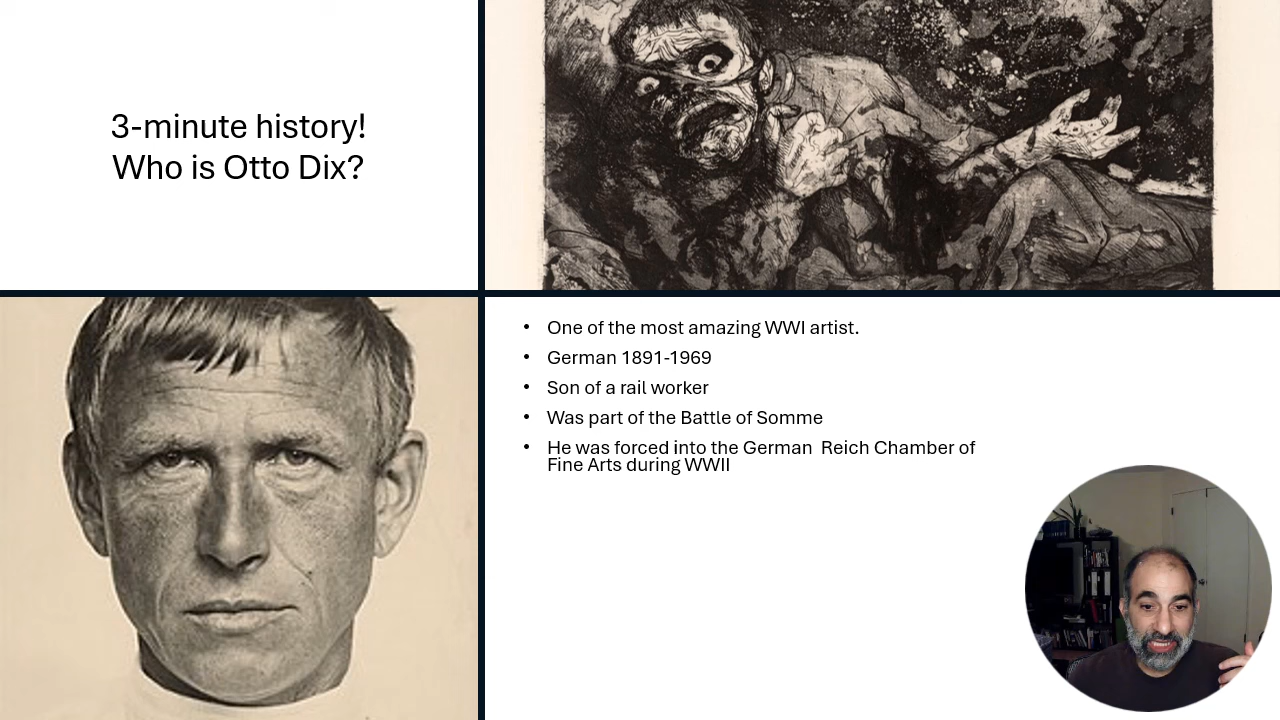 3-minute history!
Who is Otto Dix?
• One of the most amazing WWI artist.
• German 1891-1969
• Son of a rail worker
• Was part of the Battle of Somme
• He was forced into the German  Reich Chamber of
Fine Arts during WWII